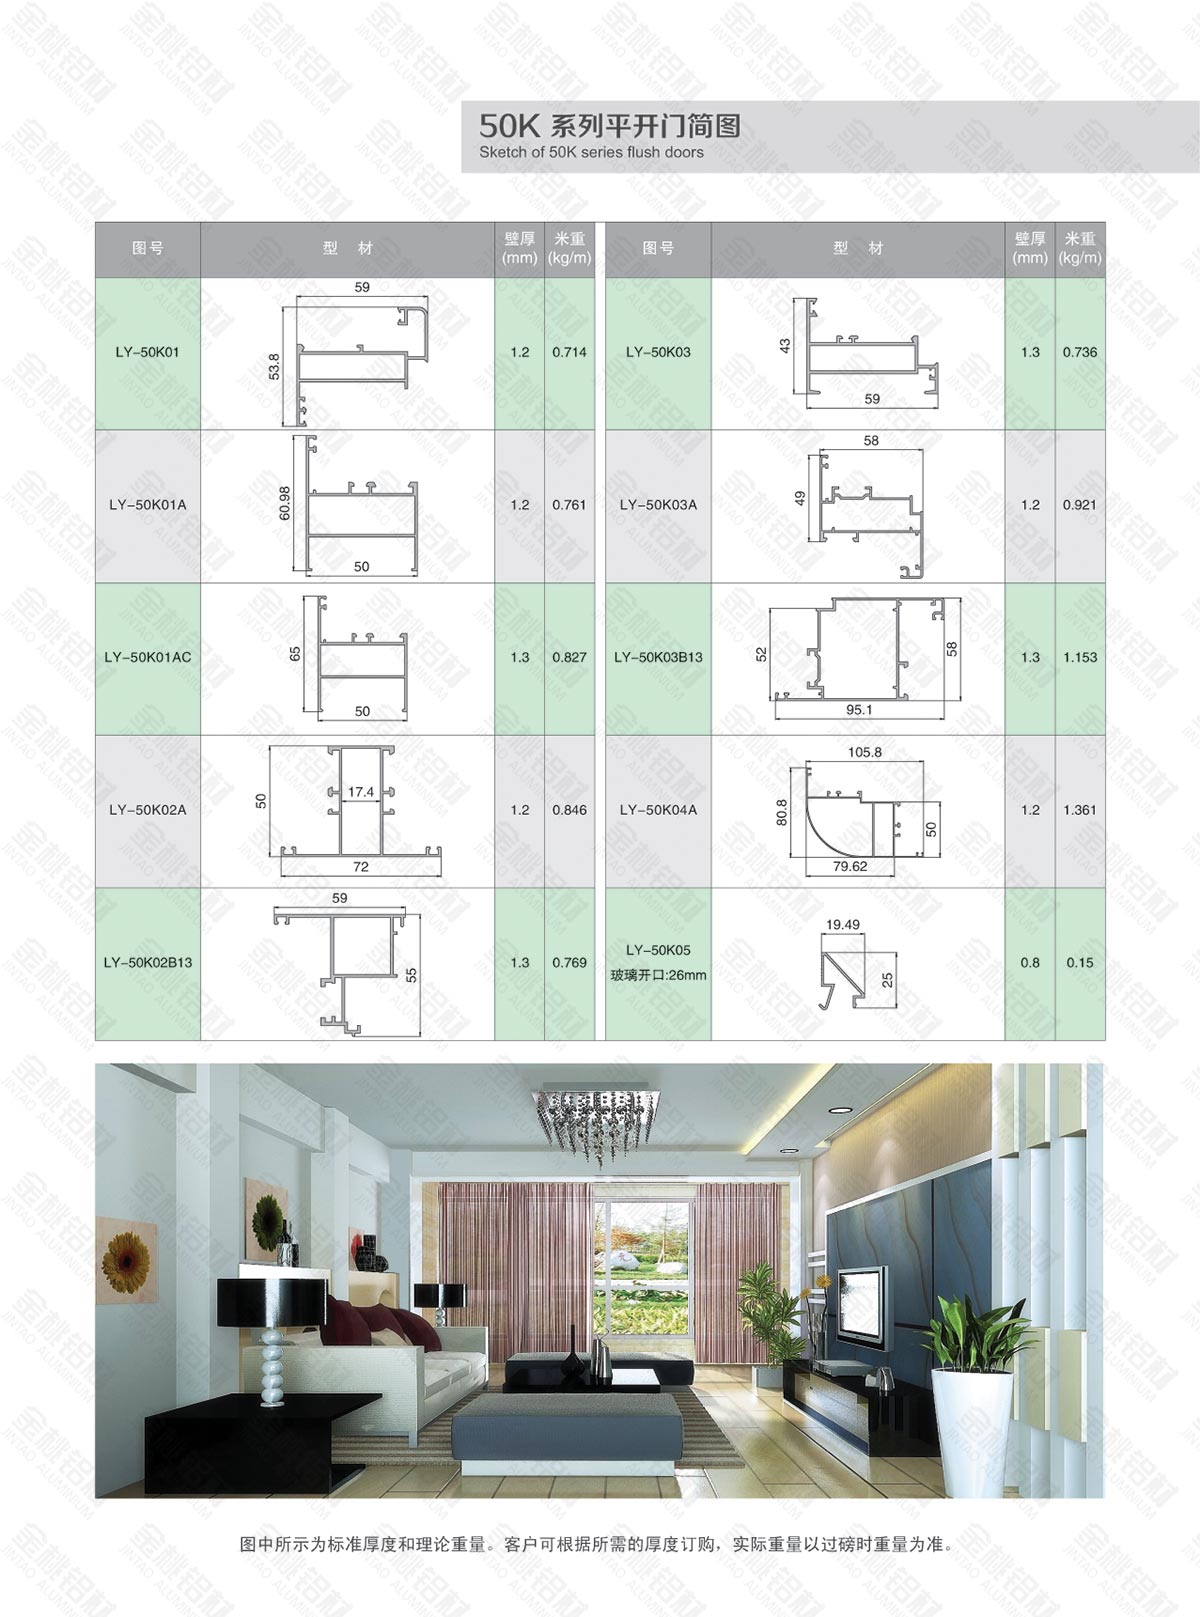 50K 系列平开门简图
Sketch of 50K series flush doors
图号 型 材 壁厚(mm) 米重(kg/m) 图号 型 材 壁厚(mm) 米重(kg/m)
LY-50K01 59 53.8 1.2 0.714
LY-50K03 43 59 1.3 0.736
LY-50K01A 60.98 50 1.2 0.761
LY-50K03A 58 49 1.2 0.921
LY-50K01AC 65 50 1.3 0.827
LY-50K03B13 52 58 95.1 1.3 1.153
LY-50K02A 50 17.4 72 1.2 0.846
LY-50K04A 105.8 80.8 50 79.62 1.2 1.361
LY-50K02B13 59 55 1.3 0.769
LY-50K05
玻璃开口:26mm 19.49 25 0.8 0.15
图中所示为标准厚度和理论重量。客户可根据所需的厚度订购，实际重量以过磅时重量为准。
金桃铝材
JINTAO ALUMINIUM